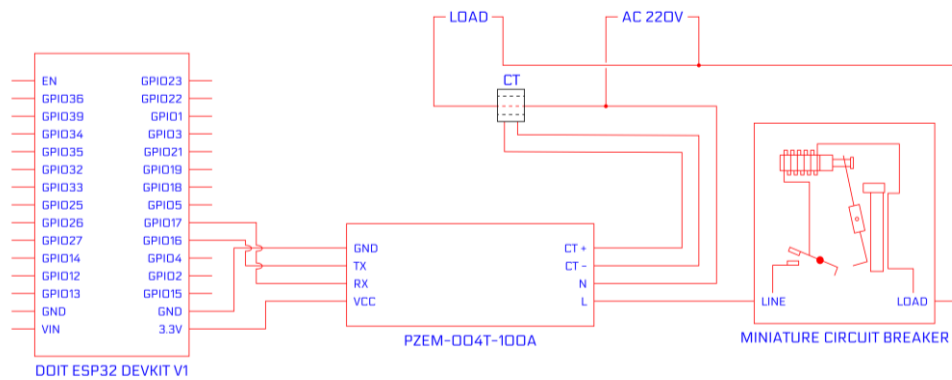 LOAD
AC 220V
CT
EN
GPIO36
GPIO39
GPIO34
GPIO35
GPIO32
GPIO33
GPIO25
GPIO26
GPIO27
GPIO14
GPIO12
GPIO13
GND
VIN
GPIO23
GPIO22
GPIO1
GPIO3
GPIO21
GPIO19
GPIO18
GPIO5
GPIO17
GPIO16
GPIO4
GPIO2
GPIO15
GND
3.3V
DOIT ESP32 DEVKIT V1
GND
TX
RX
VCC
CT +
CT -
N
L
PZEM-004T-100A
LINE
LOAD
MINIATURE CIRCUIT BREAKER